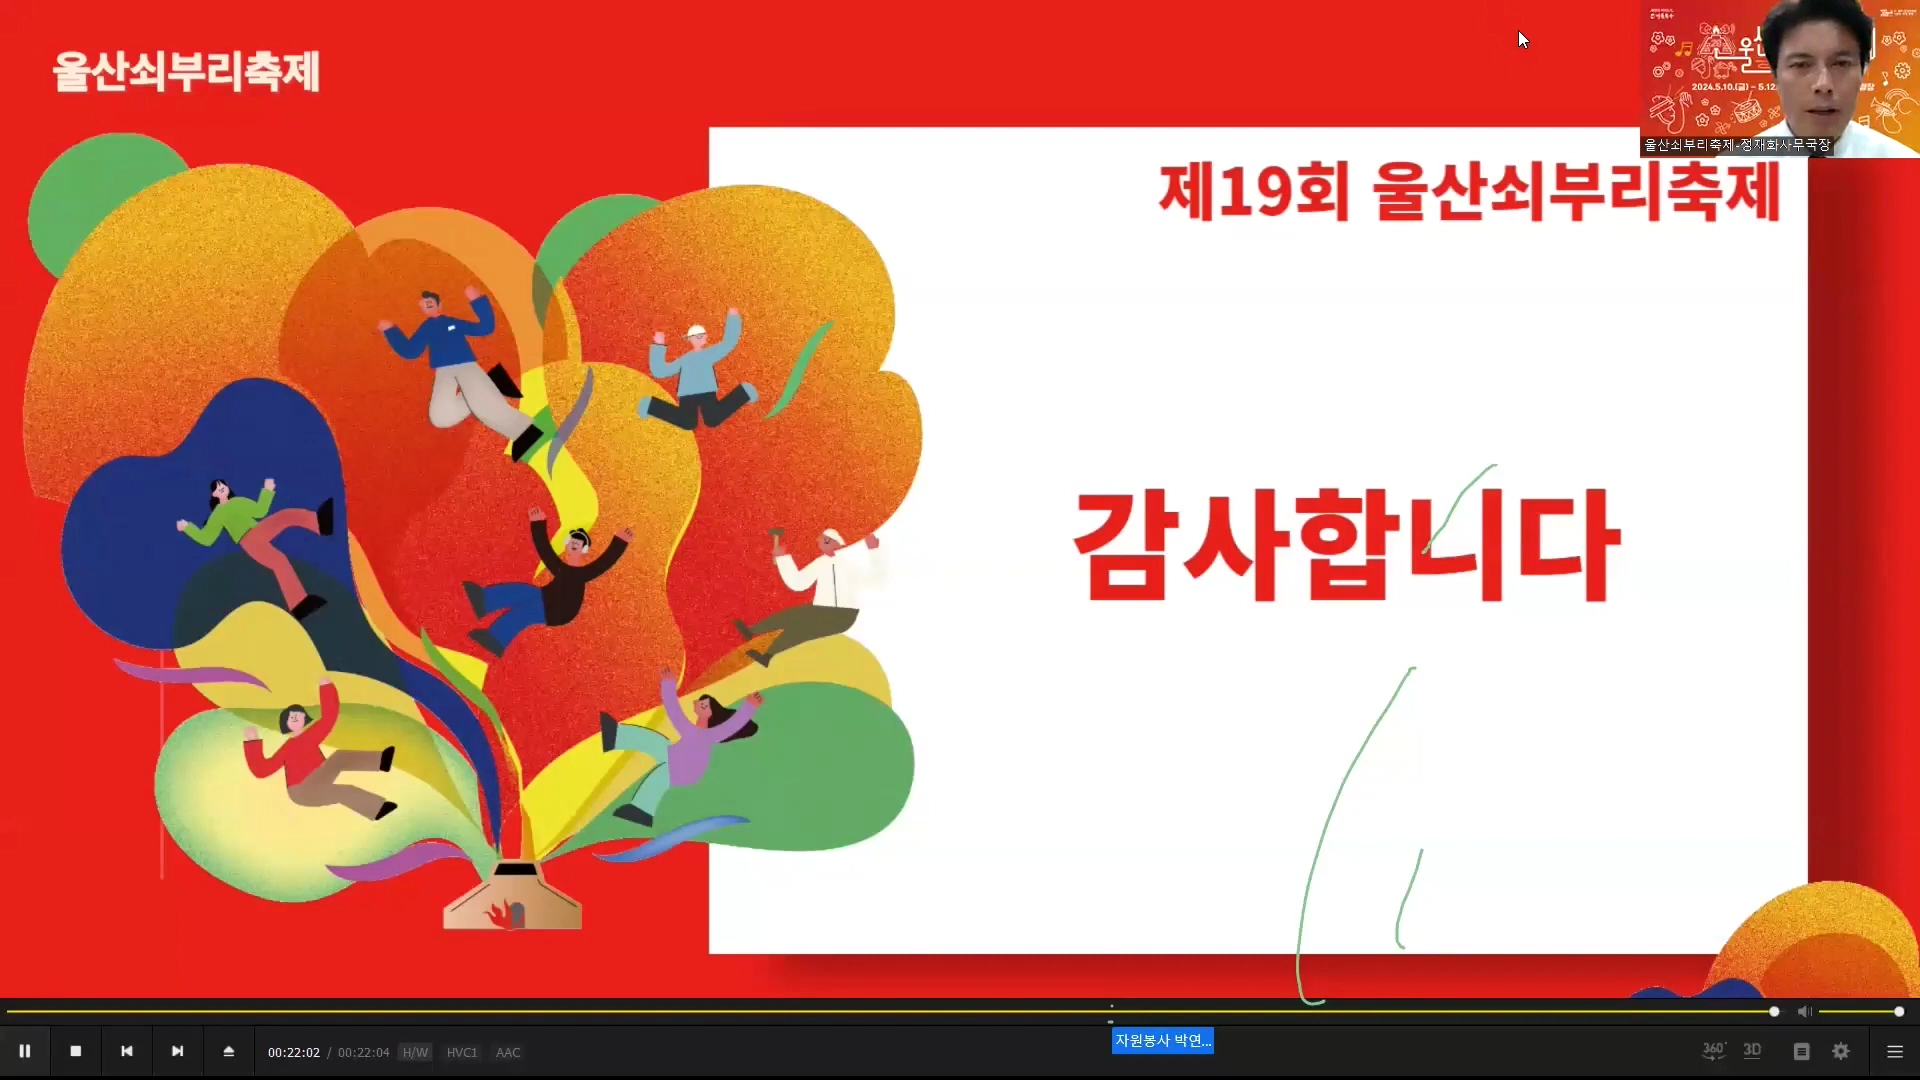 울산쇠부리축제
2024.5.10.(금) – 5.12.
울산쇠부리축제-정재화사무국장
제19회 울산쇠부리축제
감사합니다
자원봉사 박연...
00:22:02 / 00:22:04 H/W HVC1 AAC
360° 3D